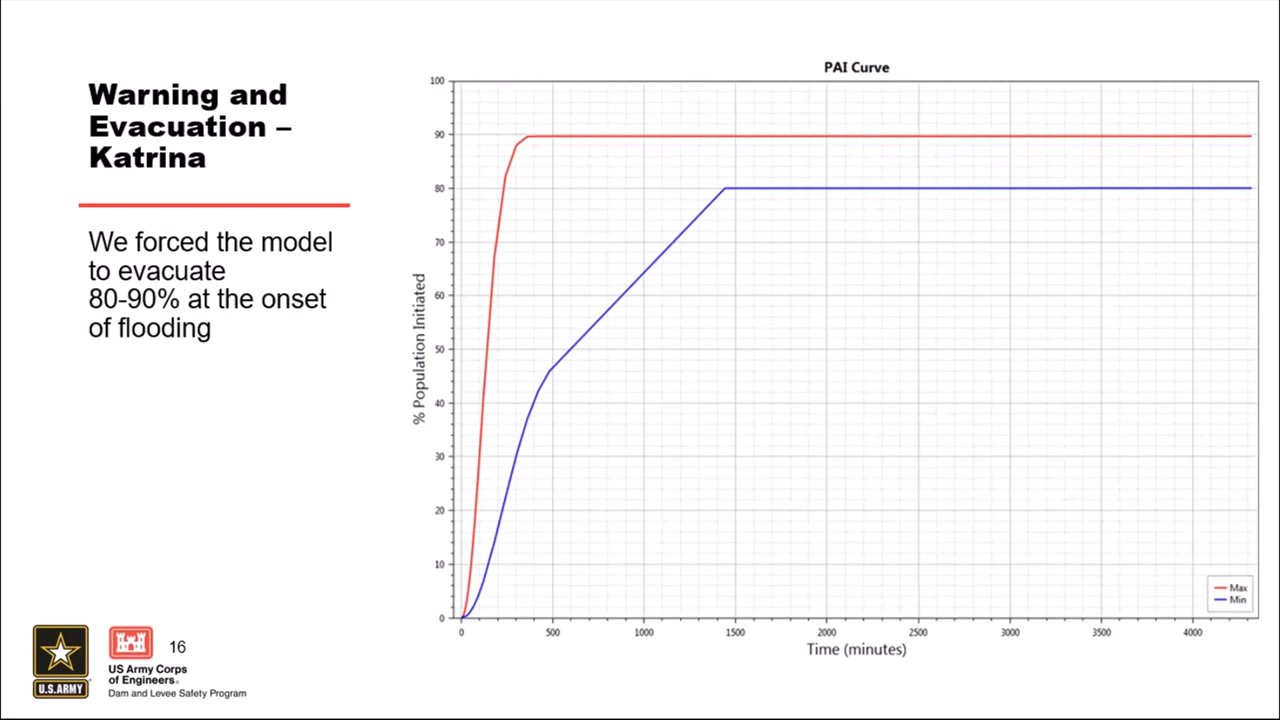 Warning and
Evacuation –
Katrina
We forced the model
to evacuate
80-90% at the onset
of flooding
PAI Curve
% Population Initiated
100
90
80
70
60
50
40
30
20
10
0
0 500 1000 1500 2000 2500 3000 3500 4000
Time (minutes)
Max
Min
U.S.ARMY
16
US Army Corps
of Engineers.
Dam and Levee Safety Program